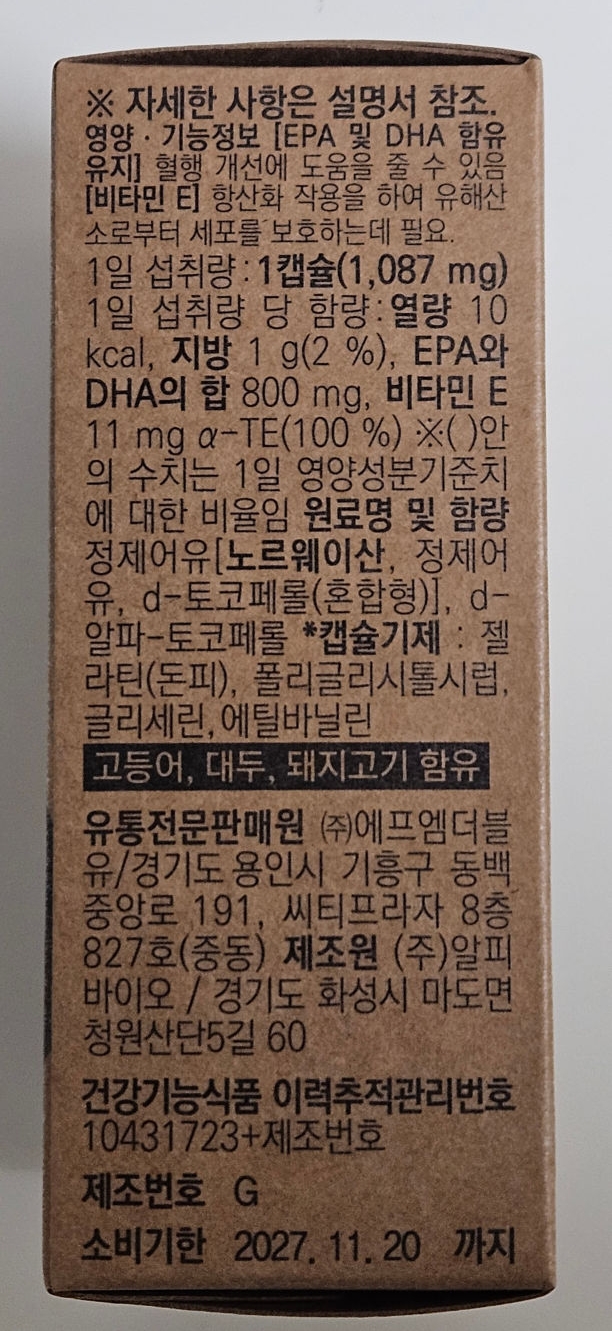 ※ 자세한 사항은 설명서 참조.
영양 · 기능정보 [EPA 및 DHA 함유
유지] 혈행 개선에 도움을 줄 수 있음
[비타민 E] 항산화 작용을 하여 유해산
소로부터 세포를 보호하는데 필요.
1일 섭취량 : 1캡슐(1,087 mg)
1일 섭취량 당 함량 : 열량 10
kcal, 지방 1 g(2 %), EPA와
DHA의 합 800 mg, 비타민 E
11 mg α-TE(100 %) ※( )안
의 수치는 1일 영양성분기준치
에 대한 비율임 원료명 및 함량
정제어유[노르웨이산, 정제어
유, d-토코페롤(혼합형)], d-
알파-토코페롤 *캡슐기제 : 젤
라틴(돈피), 폴리글리시톨시럽,
글리세린, 에틸바닐린
고등어, 대두, 돼지고기 함유
유통전문판매원 ㈜에프엠더블
유/경기도 용인시 기흥구 동백
중앙로 191, 씨티프라자 8층
827호(중동) 제조원 (주)알피
바이오 / 경기도 화성시 마도면
청원산단5길 60
건강기능식품 이력추적관리번호
10431723+제조번호
제조번호 G
소비기한 2027. 11. 20 까지